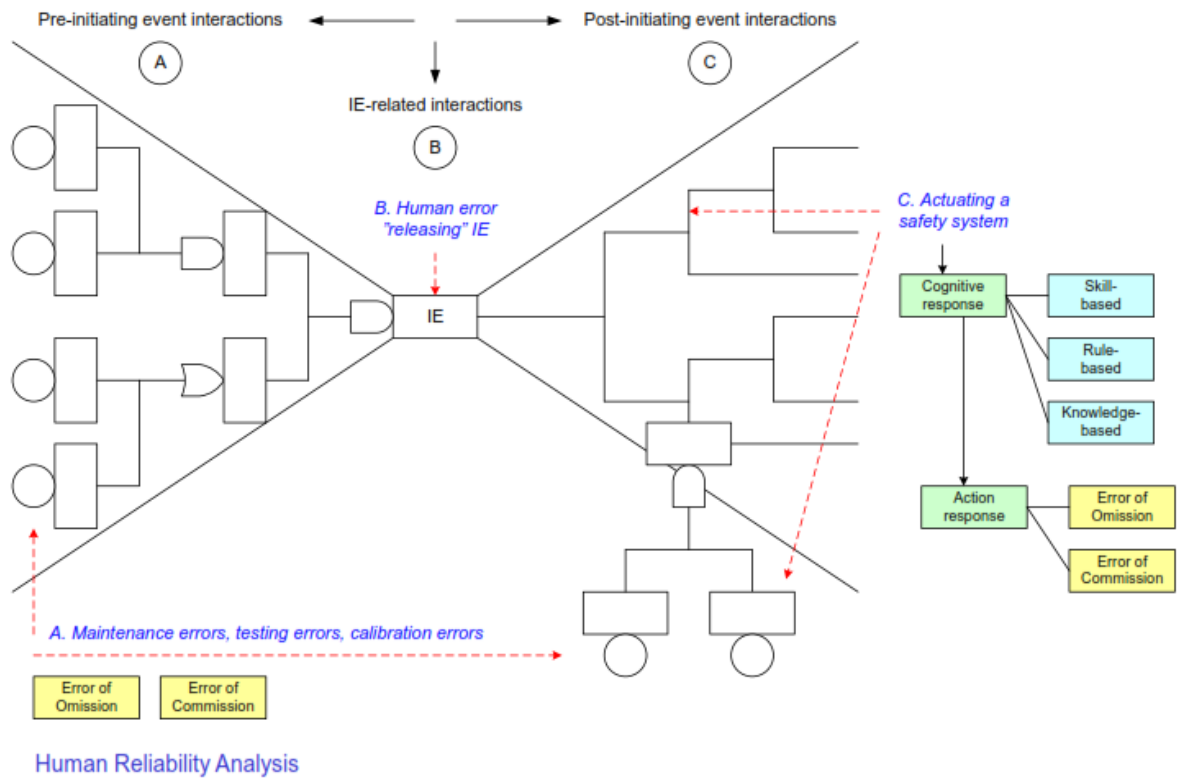 Pre-initiating event interactions
Post-initiating event interactions
A
C
IE-related interactions
B
B. Human error
"releasing" IE
C. Actuating a
safety system
IE
Cognitive
response
Skill-
based
Rule-
based
Knowledge-
based
Action
response
Error of
Omission
Error of
Commission
A. Maintenance errors, testing errors, calibration errors
Error of
Omission
Error of
Commission
Human Reliability Analysis